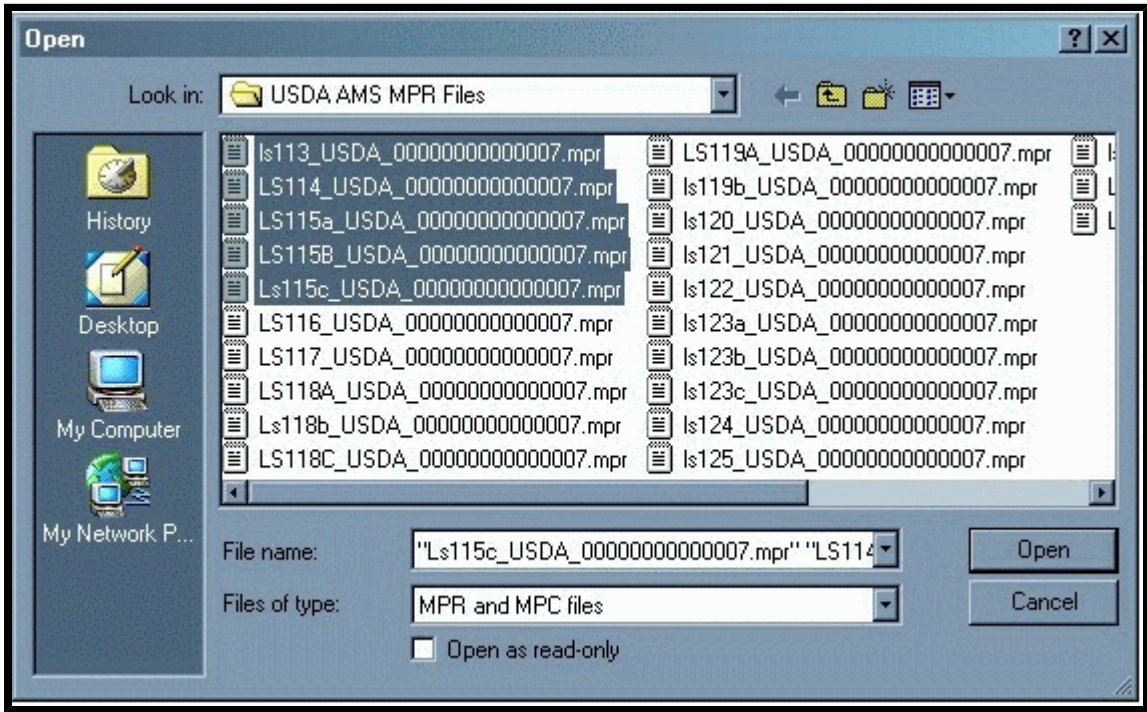 Open
Look in: USDA AMS MPR Files
History
Desktop
My Computer
My Network P...
ls113_USDA_00000000000007.mpr
LS114_USDA_00000000000007.mpr
LS115a_USDA_00000000000007.mpr
LS115B_USDA_00000000000007.mpr
Ls115c_USDA_00000000000007.mpr
LS116_USDA_00000000000007.mpr
LS117_USDA_00000000000007.mpr
LS118A_USDA_00000000000007.mpr
Ls118b_USDA_00000000000007.mpr
LS118C_USDA_00000000000007.mpr
LS119A_USDA_00000000000007.mpr
ls119b_USDA_00000000000007.mpr
ls120_USDA_00000000000007.mpr
ls121_USDA_00000000000007.mpr
ls122_USDA_00000000000007.mpr
ls123a_USDA_00000000000007.mpr
ls123b_USDA_00000000000007.mpr
ls123c_USDA_00000000000007.mpr
ls124_USDA_00000000000007.mpr
ls125_USDA_00000000000007.mpr
File name: "Ls115c_USDA_00000000000007.mpr" "LS114
Open
Files of type: MPR and MPC files
Cancel
Open as read-only